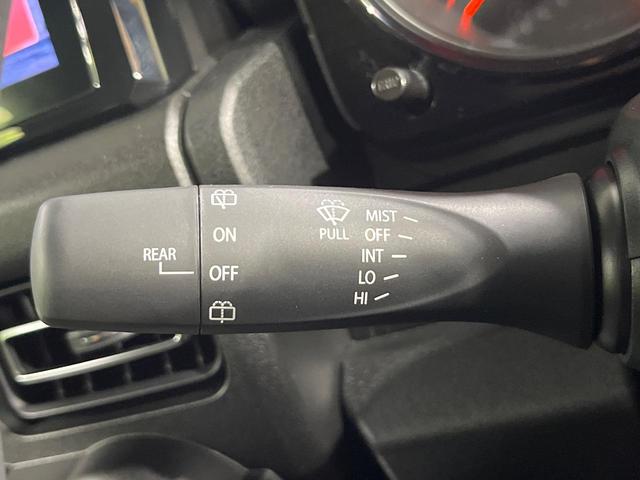 REAR
ON
OFF
PULL
MIST
OFF
INT
LO
HI